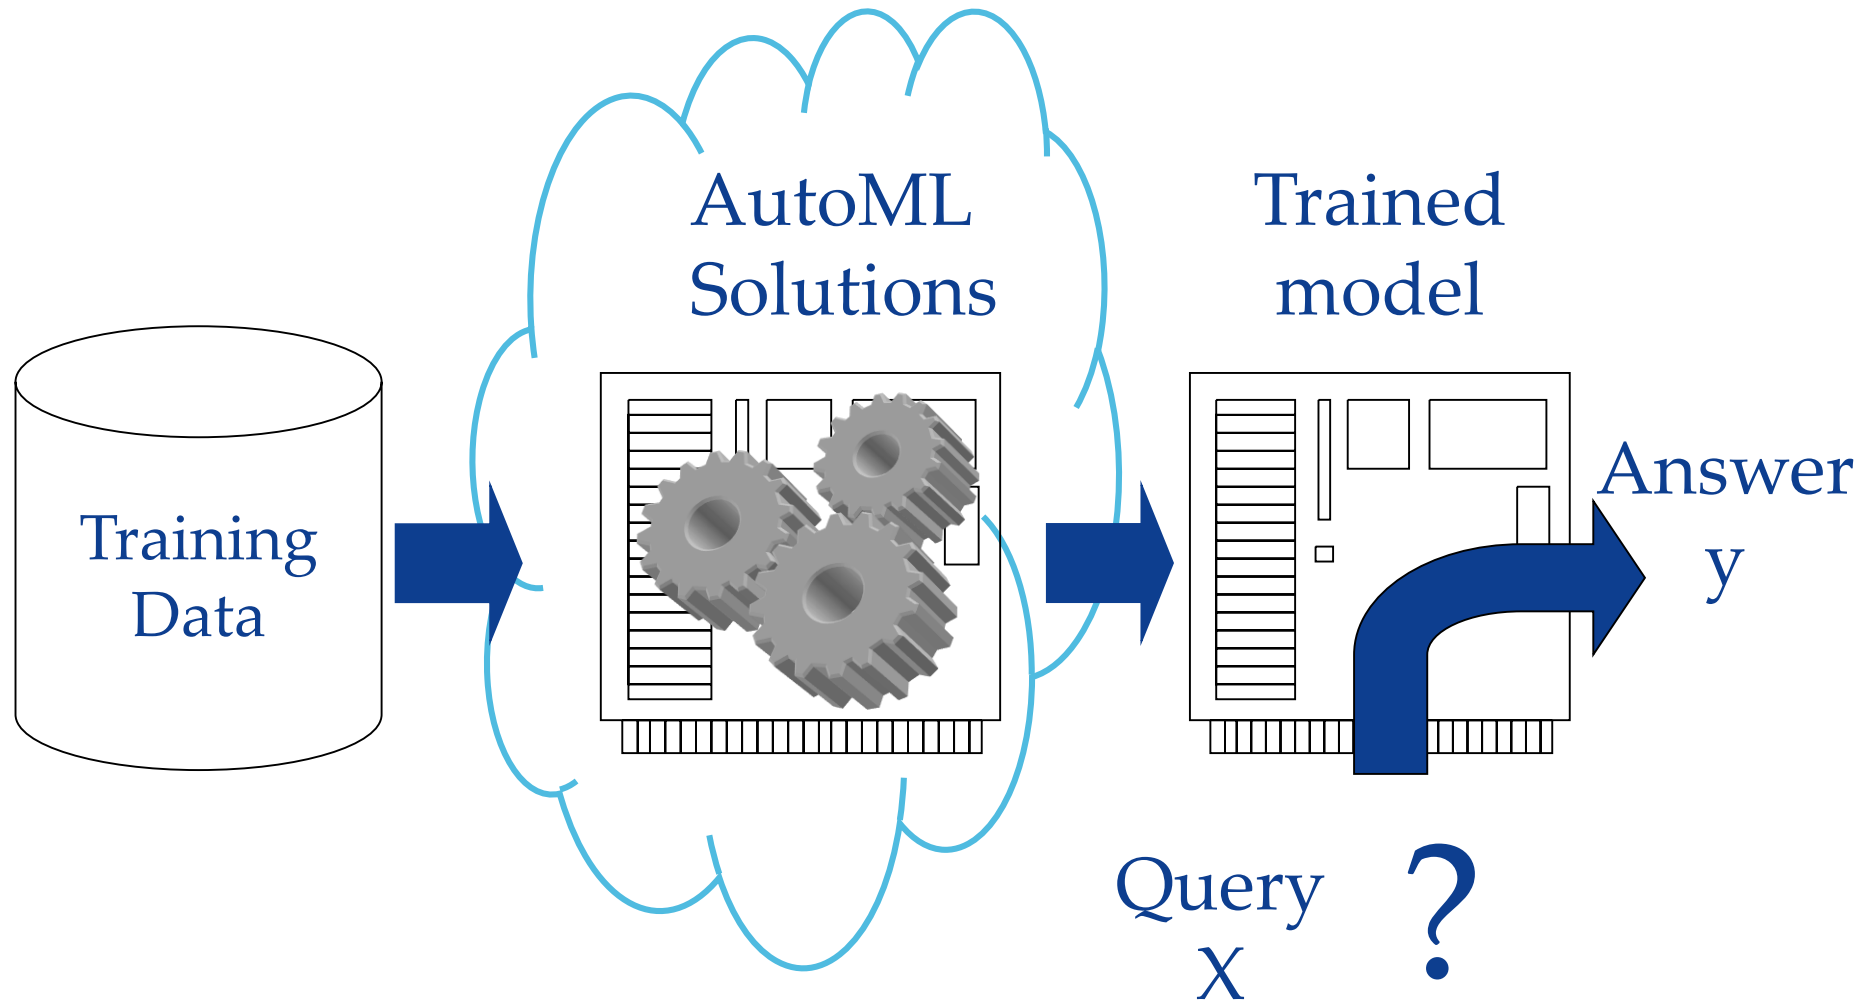 Training
Data
AutoML
Solutions
Trained
model
Query
X
?
Answer
y